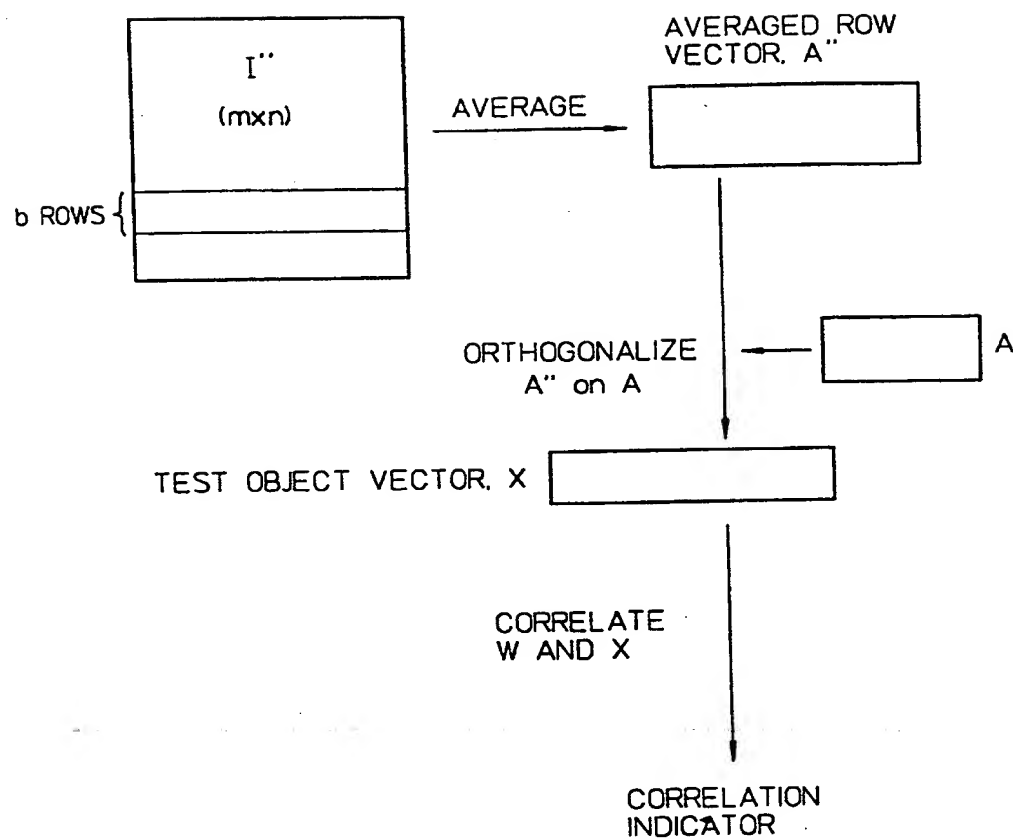 I''
(mxn)
b ROWS
AVERAGE
AVERAGED ROW
VECTOR, A''
ORTHOGONALIZE
A'' on A
A
TEST OBJECT VECTOR, X
CORRELATE
W AND X
CORRELATION
INDICATOR